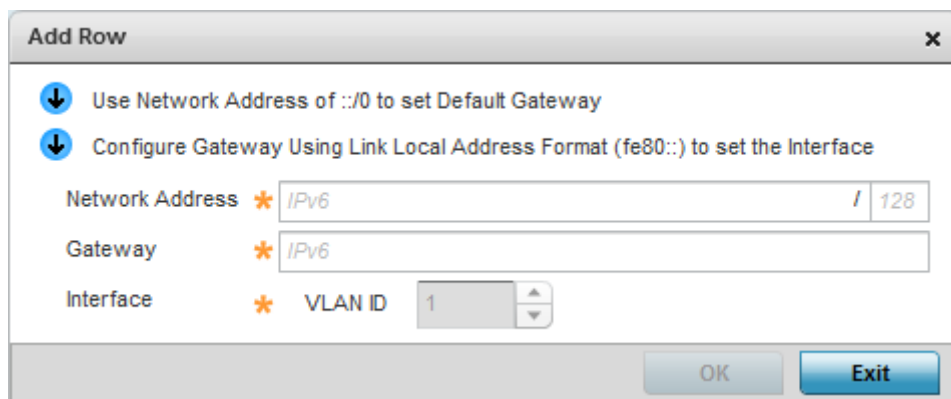 Add Row ×
Use Network Address of ::/0 to set Default Gateway
Configure Gateway Using Link Local Address Format (fe80::) to set the Interface
Network Address * IPv6 / 128
Gateway * IPv6
Interface * VLAN ID 1
OK Exit